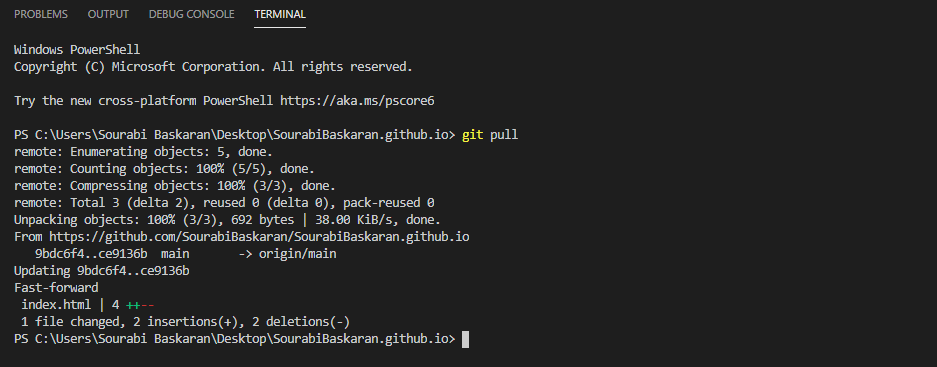 PROBLEMS OUTPUT DEBUG CONSOLE TERMINAL
Windows PowerShell
Copyright (C) Microsoft Corporation. All rights reserved.
Try the new cross-platform PowerShell https://aka.ms/pscore6
PS C:\Users\Sourabi Baskaran\Desktop\SourabiBaskaran.github.io> git pull
remote: Enumerating objects: 5, done.
remote: Counting objects: 100% (5/5), done.
remote: Compressing objects: 100% (3/3), done.
remote: Total 3 (delta 2), reused 0 (delta 0), pack-reused 0
Unpacking objects: 100% (3/3), 692 bytes | 38.00 KiB/s, done.
From https://github.com/SourabiBaskaran/SourabiBaskaran.github.io
   9bdc6f4..ce9136b  main       -> origin/main
Updating 9bdc6f4..ce9136b
Fast-forward
 index.html | 4 ++--
 1 file changed, 2 insertions(+), 2 deletions(-)
PS C:\Users\Sourabi Baskaran\Desktop\SourabiBaskaran.github.io>